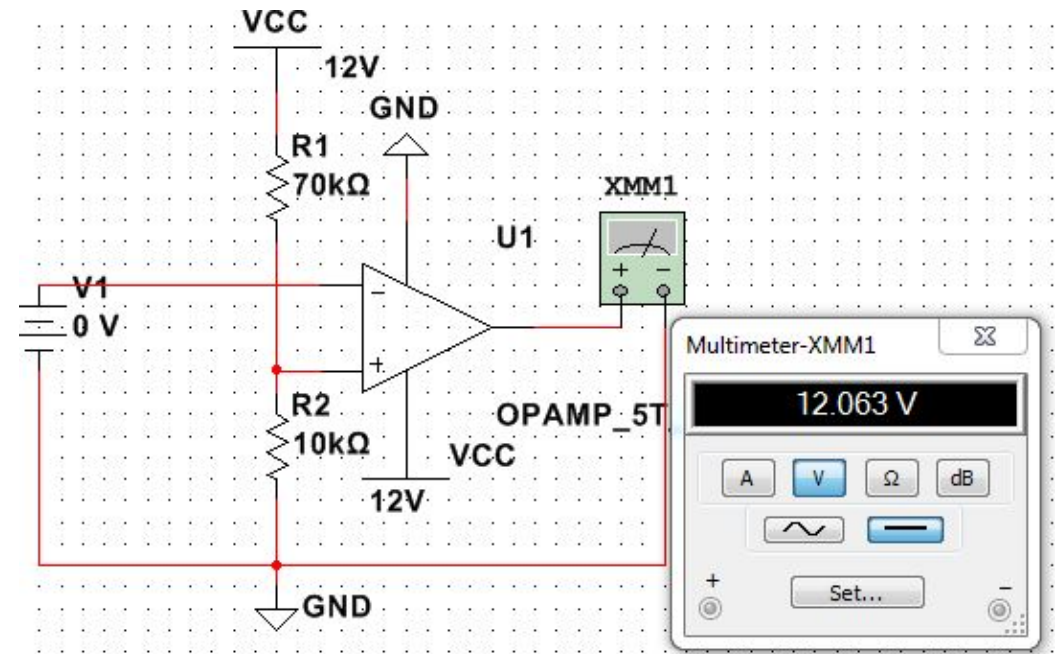 VCC
12V
GND
R1
70kΩ
XMM1
U1
+ −
V1
0 V
−
+
R2
10kΩ
OPAMP_5T
VCC
12V
GND
Multimeter-XMM1
12.063 V
A V Ω dB
+ Set... −